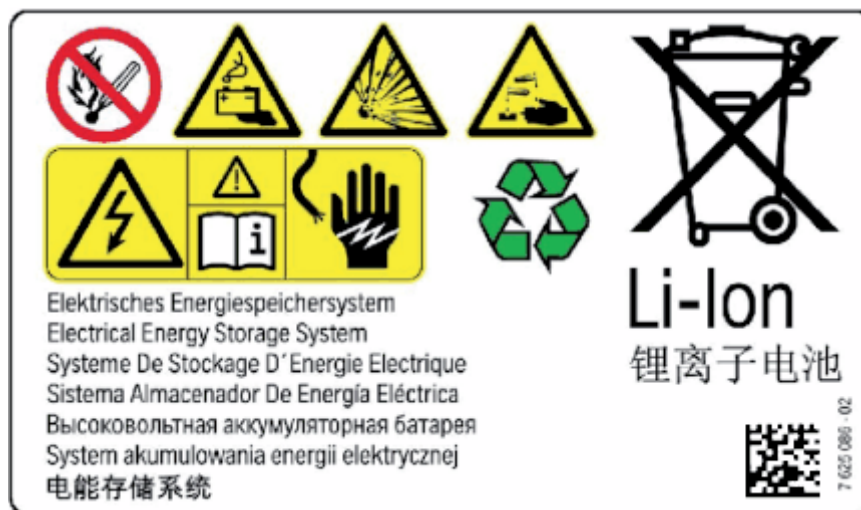 Elektrisches Energiespeichersystem
Electrical Energy Storage System
Systeme De Stockage D´Energie Electrique
Sistema Almacenador De Energía Eléctrica
Высоковольтная аккумуляторная батарея
System akumulowania energii elektrycznej
电能存储系统
Li-Ion
锂离子电池
7 625 086 - 02